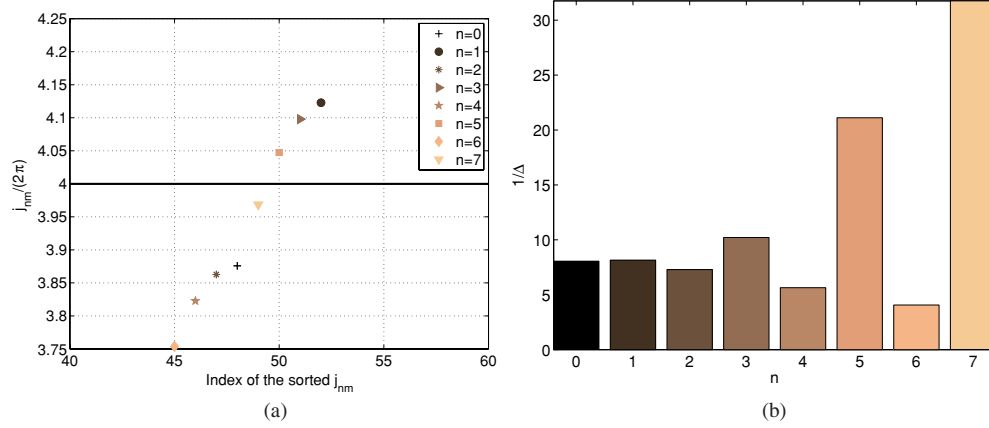 4.25
4.2
4.15
4.1
4.05
4
3.95
3.9
3.85
3.8
3.75
j_nm/(2π)
40
45
50
55
60
Index of the sorted j_nm
n=0
n=1
n=2
n=3
n=4
n=5
n=6
n=7
(a)
30
25
20
15
10
5
0
1/Δ
0
1
2
3
4
5
6
7
n
(b)